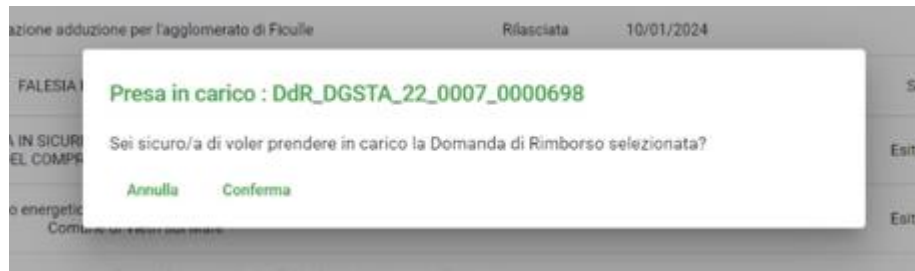 azione adduzione per l'agglomerato di Ficulle Rilasciata 10/01/2024
FALESIA
Presa in carico : DdR_DGSTA_22_0007_0000698
IN SICUR
Sei sicuro/a di voler prendere in carico la Domanda di Rimborso selezionata?
EL COMPR
Esit
Annulla Conferma
o energetic
Esit